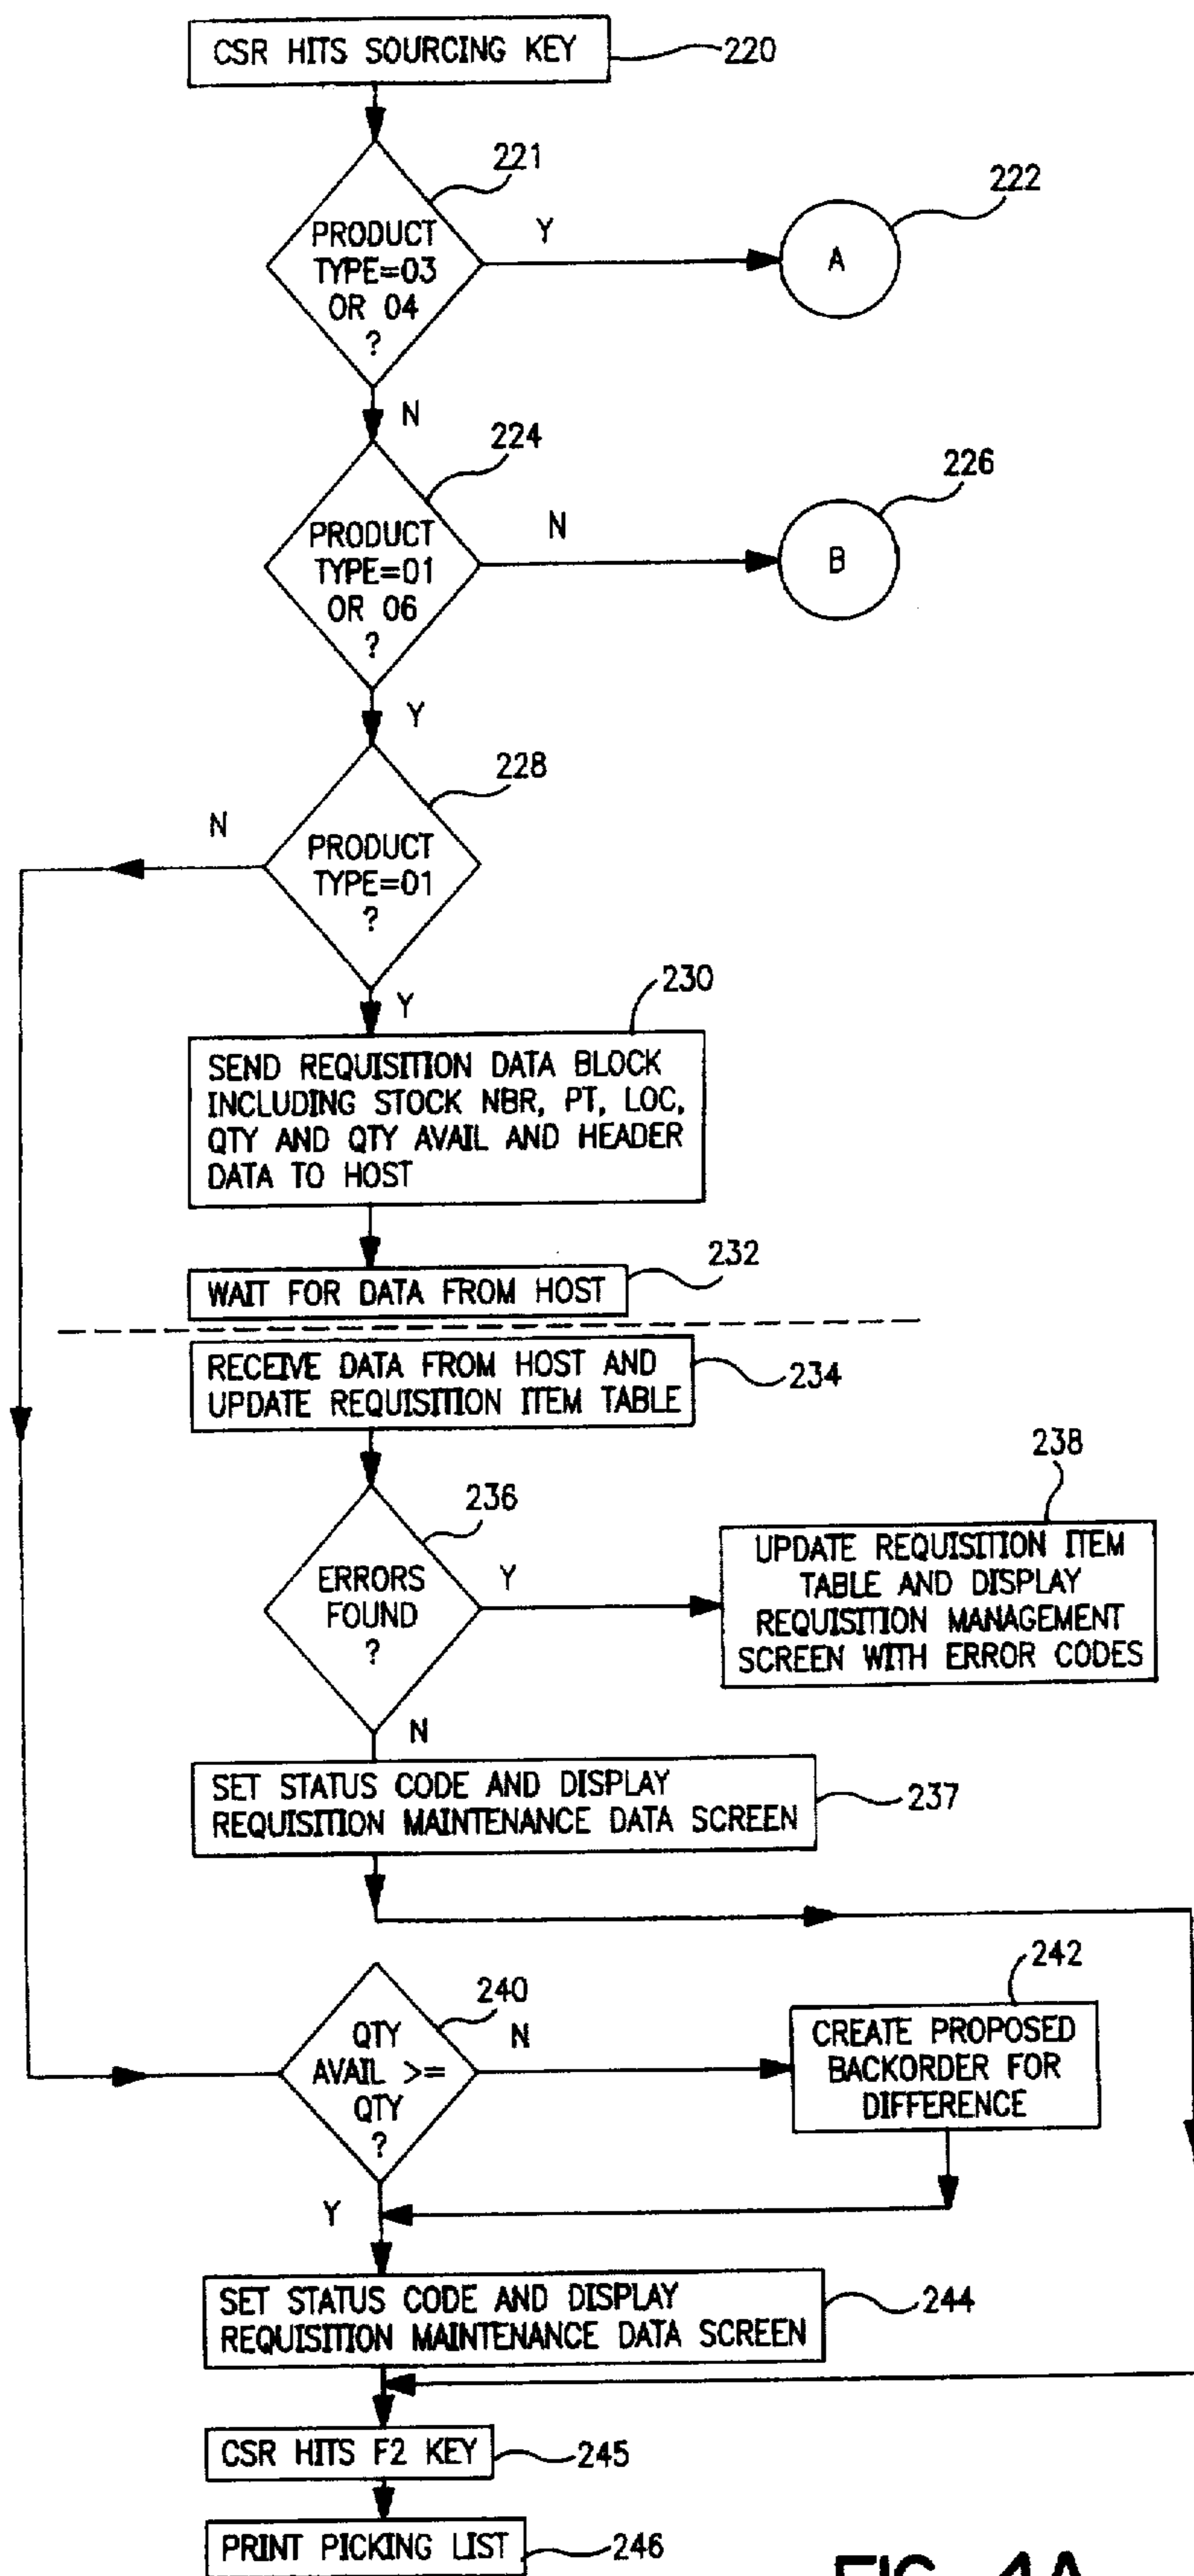 CSR HITS SOURCING KEY
220
221
PRODUCT
TYPE=03
OR 04
?
Y
222
A
N
224
PRODUCT
TYPE=01
OR 06
?
N
226
B
Y
228
N
PRODUCT
TYPE=01
?
Y
230
SEND REQUISITION DATA BLOCK
INCLUDING STOCK NBR, PT, LOC,
QTY AND QTY AVAIL AND HEADER
DATA TO HOST
232
WAIT FOR DATA FROM HOST
RECEIVE DATA FROM HOST AND
UPDATE REQUISITION ITEM TABLE
234
236
ERRORS
FOUND
?
Y
238
UPDATE REQUISITION ITEM
TABLE AND DISPLAY
REQUISITION MANAGEMENT
SCREEN WITH ERROR CODES
N
SET STATUS CODE AND DISPLAY
REQUISITION MAINTENANCE DATA SCREEN
237
240
QTY
AVAIL >=
QTY
?
N
242
CREATE PROPOSED
BACKORDER FOR
DIFFERENCE
Y
SET STATUS CODE AND DISPLAY
REQUISITION MAINTENANCE DATA SCREEN
244
CSR HITS F2 KEY
245
PRINT PICKING LIST
246
FIG. 4A